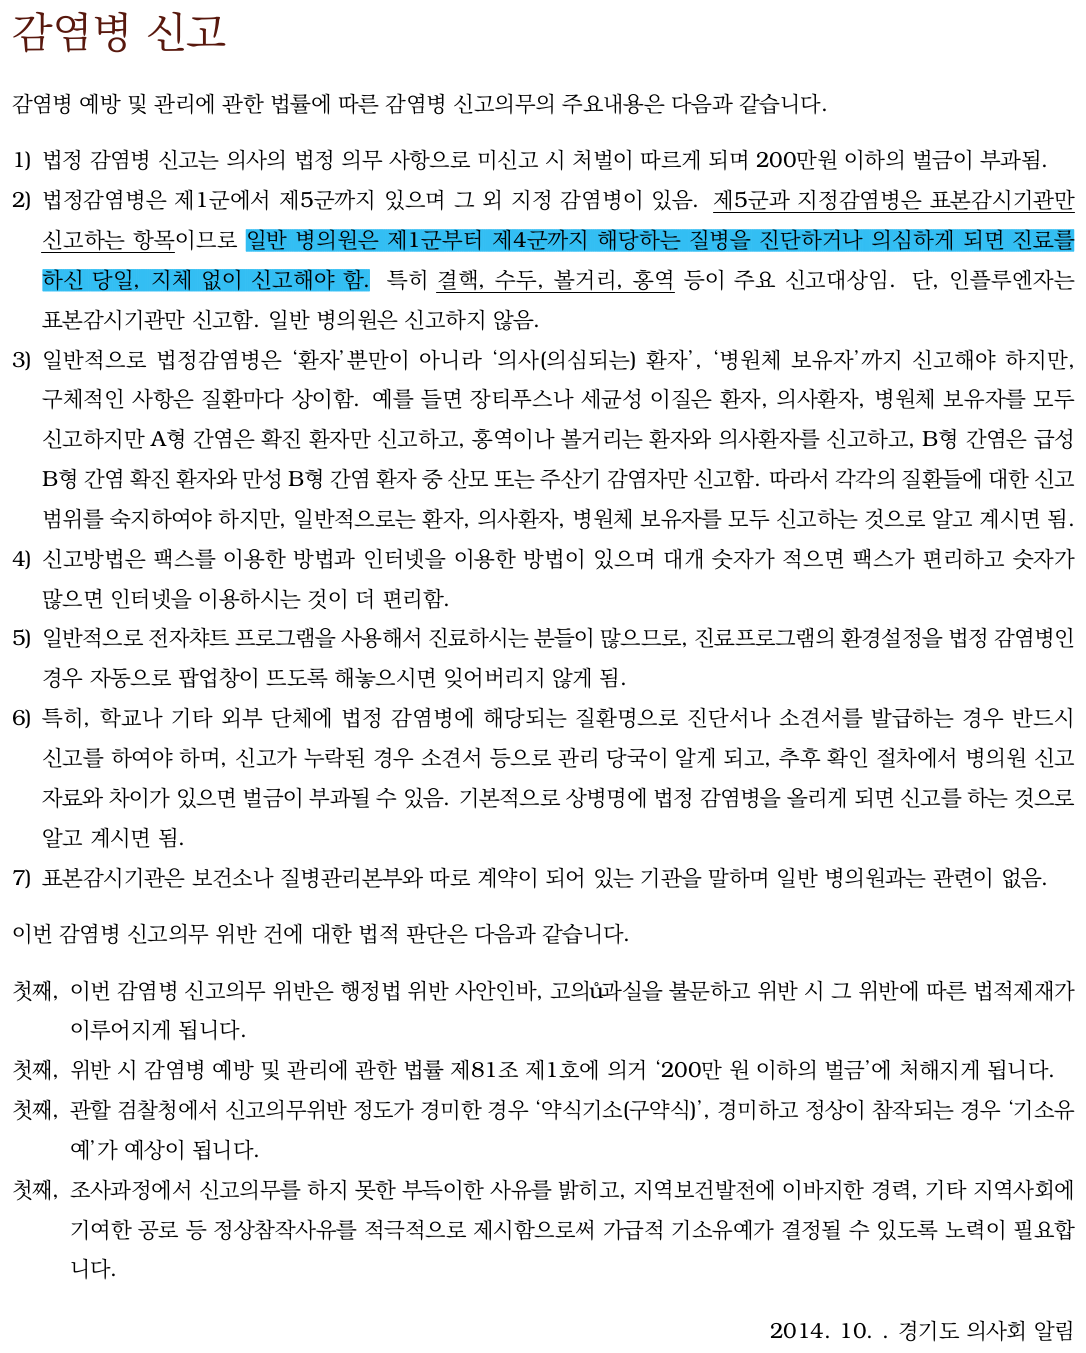 감염병 신고
감염병 예방 및 관리에 관한 법률에 따른 감염병 신고의무의 주요내용은 다음과 같습니다.
1) 법정 감염병 신고는 의사의 법정 의무 사항으로 미신고 시 처벌이 따르게 되며 200만원 이하의 벌금이 부과됨.
2) 법정감염병은 제1군에서 제5군까지 있으며 그 외 지정 감염병이 있음. 제5군과 지정감염병은 표본감시기관만
신고하는 항목이므로 일반 병의원은 제1군부터 제4군까지 해당하는 질병을 진단하거나 의심하게 되면 진료를
하신 당일, 지체 없이 신고해야 함. 특히 결핵, 수두, 볼거리, 홍역 등이 주요 신고대상임. 단, 인플루엔자는
표본감시기관만 신고함. 일반 병의원은 신고하지 않음.
3) 일반적으로 법정감염병은 ‘환자’뿐만이 아니라 ‘의사(의심되는) 환자’, ‘병원체 보유자’까지 신고해야 하지만,
구체적인 사항은 질환마다 상이함. 예를 들면 장티푸스나 세균성 이질은 환자, 의사환자, 병원체 보유자를 모두
신고하지만 A형 간염은 확진 환자만 신고하고, 홍역이나 볼거리는 환자와 의사환자를 신고하고, B형 간염은 급성
B형 간염 확진 환자와 만성 B형 간염 환자 중 산모 또는 주산기 감염자만 신고함. 따라서 각각의 질환들에 대한 신고
범위를 숙지하여야 하지만, 일반적으로는 환자, 의사환자, 병원체 보유자를 모두 신고하는 것으로 알고 계시면 됨.
4) 신고방법은 팩스를 이용한 방법과 인터넷을 이용한 방법이 있으며 대개 숫자가 적으면 팩스가 편리하고 숫자가
많으면 인터넷을 이용하시는 것이 더 편리함.
5) 일반적으로 전자챠트 프로그램을 사용해서 진료하시는 분들이 많으므로, 진료프로그램의 환경설정을 법정 감염병인
경우 자동으로 팝업창이 뜨도록 해놓으시면 잊어버리지 않게 됨.
6) 특히, 학교나 기타 외부 단체에 법정 감염병에 해당되는 질환명으로 진단서나 소견서를 발급하는 경우 반드시
신고를 하여야 하며, 신고가 누락된 경우 소견서 등으로 관리 당국이 알게 되고, 추후 확인 절차에서 병의원 신고
자료와 차이가 있으면 벌금이 부과될 수 있음. 기본적으로 상병명에 법정 감염병을 올리게 되면 신고를 하는 것으로
알고 계시면 됨.
7) 표본감시기관은 보건소나 질병관리본부와 따로 계약이 되어 있는 기관을 말하며 일반 병의원과는 관련이 없음.
이번 감염병 신고의무 위반 건에 대한 법적 판단은 다음과 같습니다.
첫째, 이번 감염병 신고의무 위반은 행정법 위반 사안인바, 고의ů과실을 불문하고 위반 시 그 위반에 따른 법적제재가
이루어지게 됩니다.
첫째, 위반 시 감염병 예방 및 관리에 관한 법률 제81조 제1호에 의거 ‘200만 원 이하의 벌금’에 처해지게 됩니다.
첫째, 관할 검찰청에서 신고의무위반 정도가 경미한 경우 ‘약식기소(구약식)’, 경미하고 정상이 참작되는 경우 ‘기소유
예’가 예상이 됩니다.
첫째, 조사과정에서 신고의무를 하지 못한 부득이한 사유를 밝히고, 지역보건발전에 이바지한 경력, 기타 지역사회에
기여한 공로 등 정상참작사유를 적극적으로 제시함으로써 가급적 기소유예가 결정될 수 있도록 노력이 필요합
니다.
2014. 10. . 경기도 의사회 알림